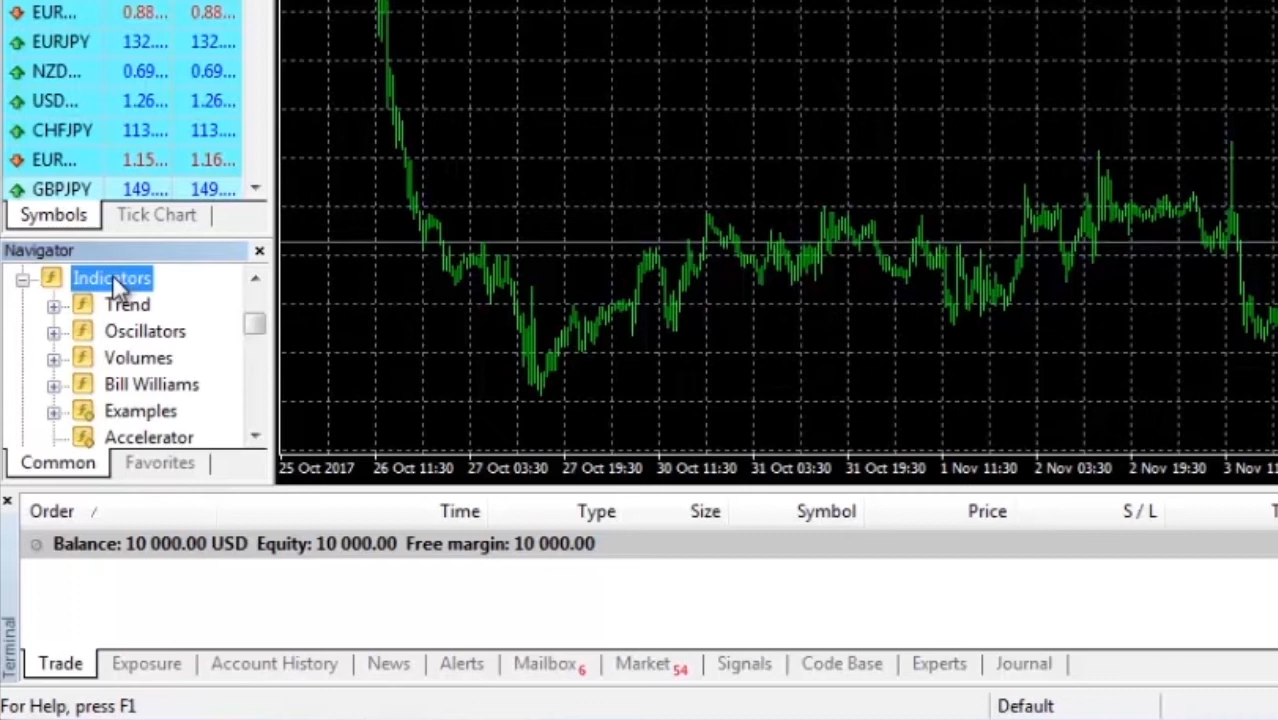 EUR... 0.88... 0.88...
EURJPY 132.... 132....
NZD... 0.69... 0.69...
USD... 1.26... 1.26...
CHFJPY 113.... 113....
EUR... 1.15... 1.16...
GBPJPY 149.... 149....
Symbols Tick Chart
Navigator
Indicators
Trend
Oscillators
Volumes
Bill Williams
Examples
Accelerator
Common Favorites
25 Oct 2017 26 Oct 11:30 27 Oct 03:30 27 Oct 19:30 30 Oct 11:30 31 Oct 03:30 31 Oct 19:30 1 Nov 11:30 2 Nov 03:30 2 Nov 19:30 3 Nov 11
Order / Time Type Size Symbol Price S / L T
Balance: 10 000.00 USD Equity: 10 000.00 Free margin: 10 000.00
Terminal
Trade Exposure Account History News Alerts Mailbox 6 Market 54 Signals Code Base Experts Journal
For Help, press F1 Default